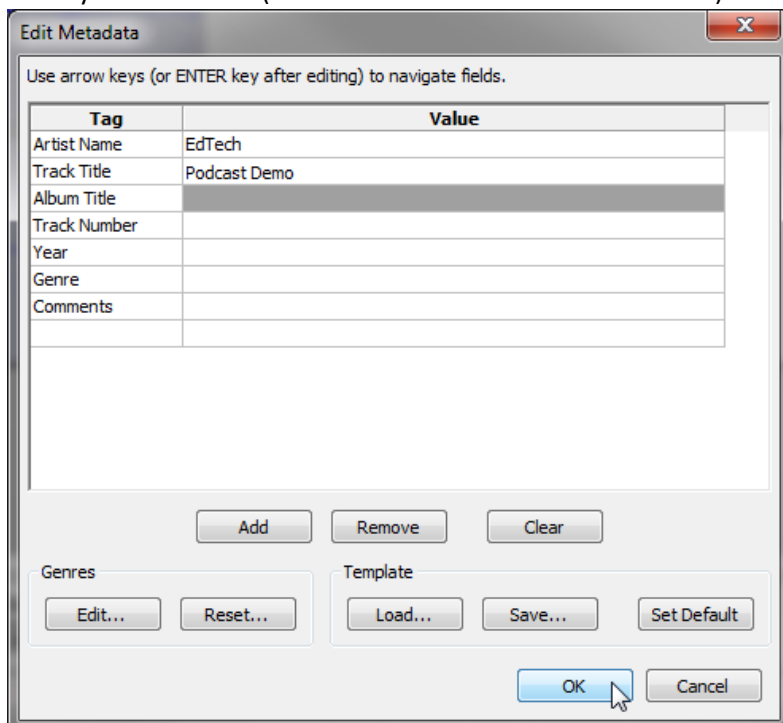 Edit Metadata
Use arrow keys (or ENTER key after editing) to navigate fields.
Tag Value
Artist Name EdTech
Track Title Podcast Demo
Album Title
Track Number
Year
Genre
Comments
Add Remove Clear
Genres Template
Edit... Reset... Load... Save... Set Default
OK Cancel